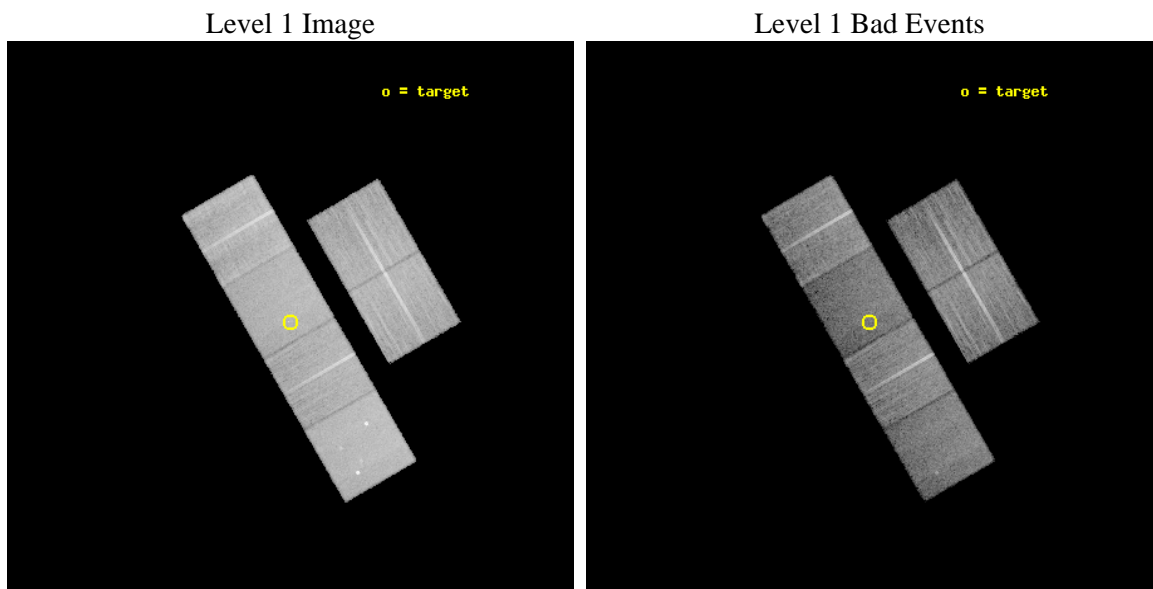 Level 1 Image
Level 1 Bad Events
o = target
o = target